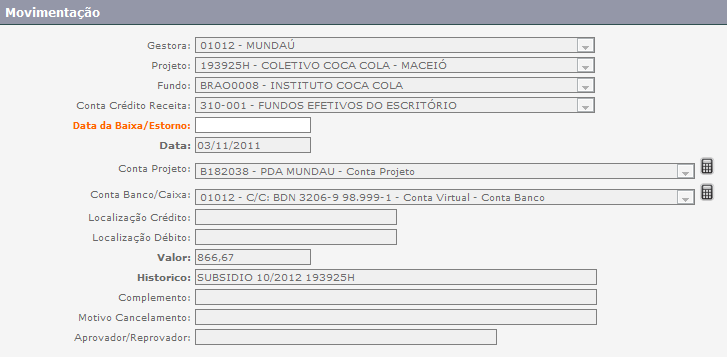 Movimentação
Gestora: 01012 - MUNDAÚ
Projeto: 193925H - COLETIVO COCA COLA - MACEIÓ
Fundo: BRAO0008 - INSTITUTO COCA COLA
Conta Crédito Receita: 310-001 - FUNDOS EFETIVOS DO ESCRITÓRIO
Data da Baixa/Estorno:
Data: 03/11/2011
Conta Projeto: B182038 - PDA MUNDAU - Conta Projeto
Conta Banco/Caixa: 01012 - C/C: BDN 3206-9 98.999-1 - Conta Virtual - Conta Banco
Localização Crédito:
Localização Débito:
Valor: 866,67
Historico: SUBSIDIO 10/2012 193925H
Complemento:
Motivo Cancelamento:
Aprovador/Reprovador: